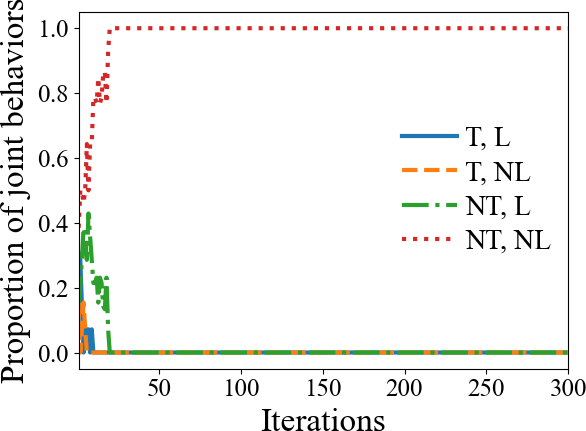 Proportion of joint behaviors
1.0
0.8
0.6
0.4
0.2
0.0
T, L
T, NL
NT, L
NT, NL
50 100 150 200 250 300
Iterations